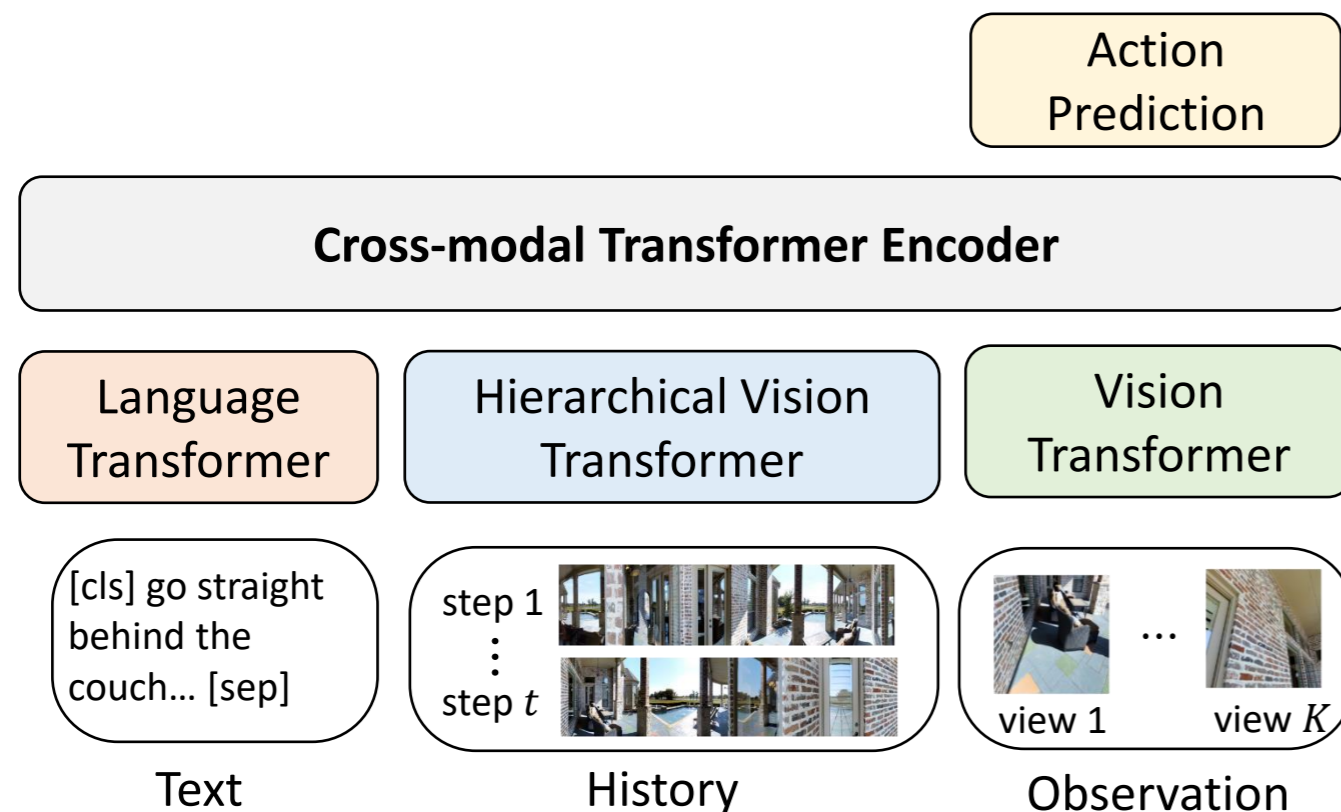 Action
Prediction
Cross-modal Transformer Encoder
Language
Transformer
Hierarchical Vision
Transformer
Vision
Transformer
[cls] go straight
behind the
couch... [sep]
step 1
⋮
step t
...
view 1
view K
Text
History
Observation